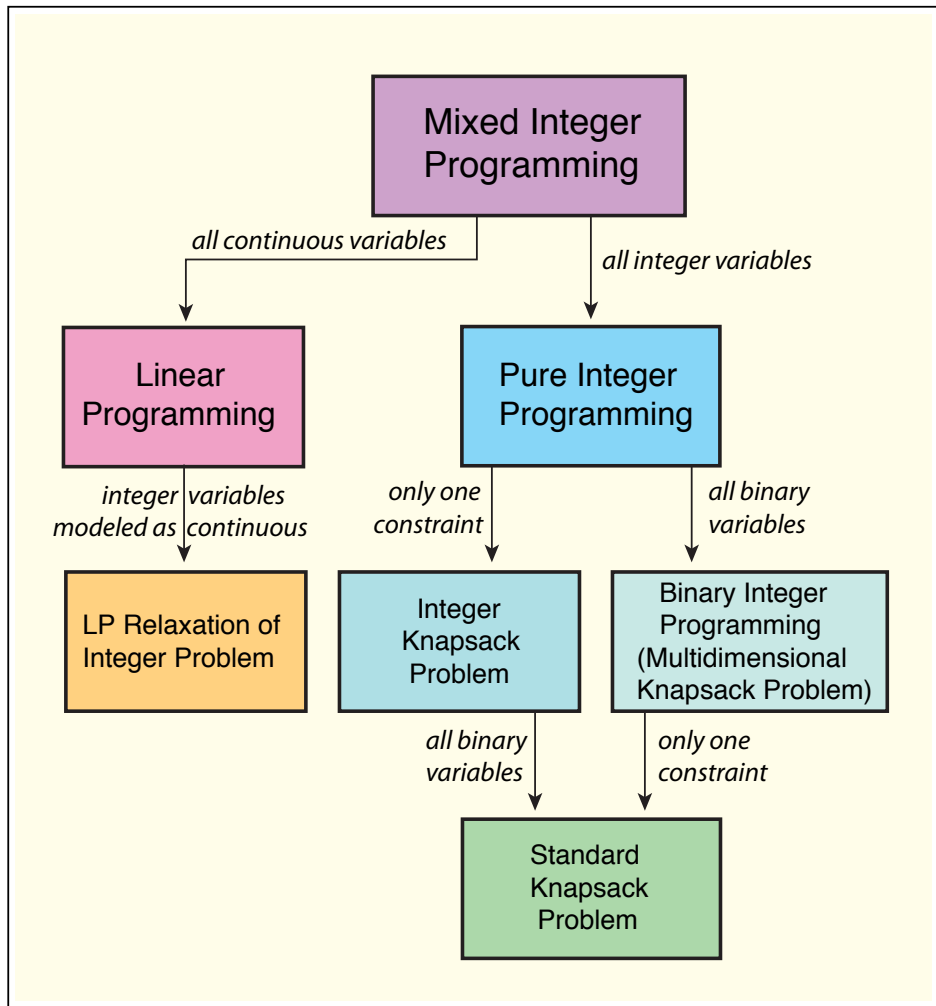 Mixed Integer
Programming
all continuous variables
all integer variables
Linear
Programming
Pure Integer
Programming
integer variables
modeled as continuous
only one
constraint
all binary
variables
LP Relaxation of
Integer Problem
Integer
Knapsack
Problem
Binary Integer
Programming
(Multidimensional
Knapsack Problem)
all binary
variables
only one
constraint
Standard
Knapsack
Problem